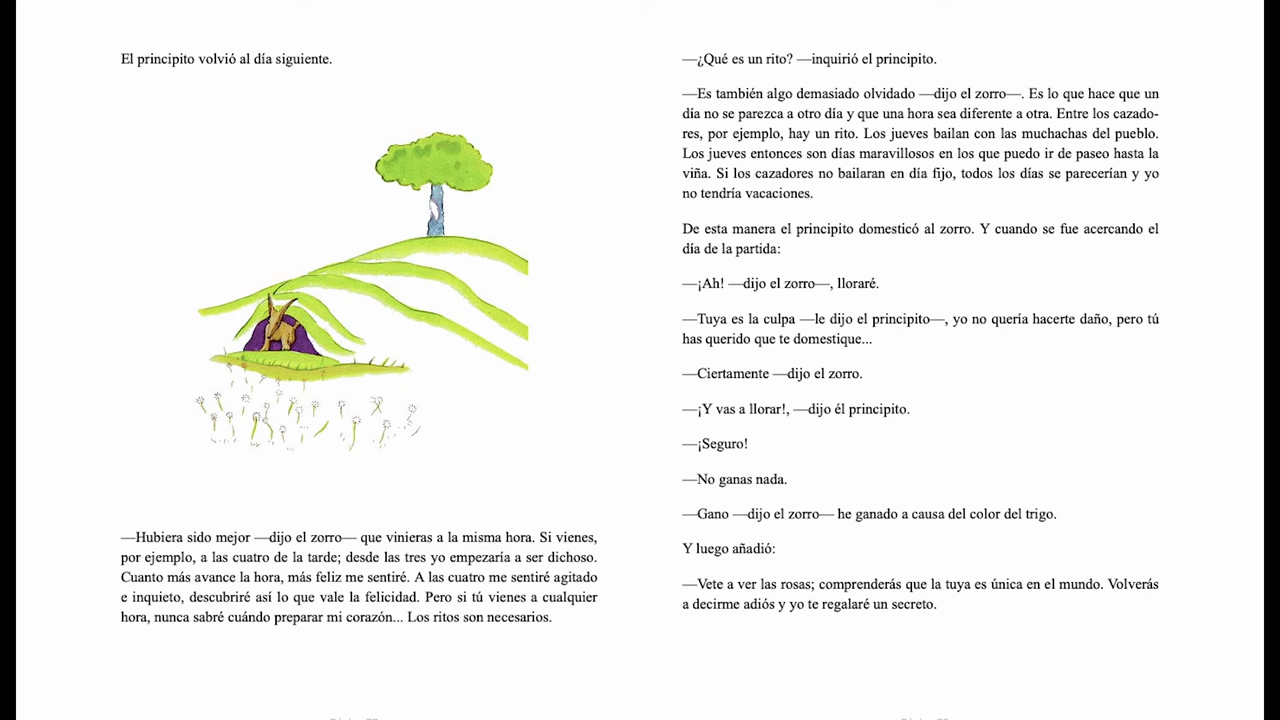 El principito volvió al día siguiente.
—Hubiera sido mejor —dijo el zorro— que vinieras a la misma hora. Si vienes,
por ejemplo, a las cuatro de la tarde; desde las tres yo empezaría a ser dichoso.
Cuanto más avance la hora, más feliz me sentiré. A las cuatro me sentiré agitado
e inquieto, descubriré así lo que vale la felicidad. Pero si tú vienes a cualquier
hora, nunca sabré cuándo preparar mi corazón... Los ritos son necesarios.
—¿Qué es un rito? —inquirió el principito.
—Es también algo demasiado olvidado —dijo el zorro—. Es lo que hace que un
día no se parezca a otro día y que una hora sea diferente a otra. Entre los cazado-
res, por ejemplo, hay un rito. Los jueves bailan con las muchachas del pueblo.
Los jueves entonces son días maravillosos en los que puedo ir de paseo hasta la
viña. Si los cazadores no bailaran en día fijo, todos los días se parecerían y yo
no tendría vacaciones.
De esta manera el principito domesticó al zorro. Y cuando se fue acercando el
día de la partida:
—¡Ah! —dijo el zorro—, lloraré.
—Tuya es la culpa —le dijo el principito—, yo no quería hacerte daño, pero tú
has querido que te domestique...
—Ciertamente —dijo el zorro.
—¡Y vas a llorar!, —dijo él principito.
—¡Seguro!
—No ganas nada.
—Gano —dijo el zorro— he ganado a causa del color del trigo.
Y luego añadió:
—Vete a ver las rosas; comprenderás que la tuya es única en el mundo. Volverás
a decirme adiós y yo te regalaré un secreto.